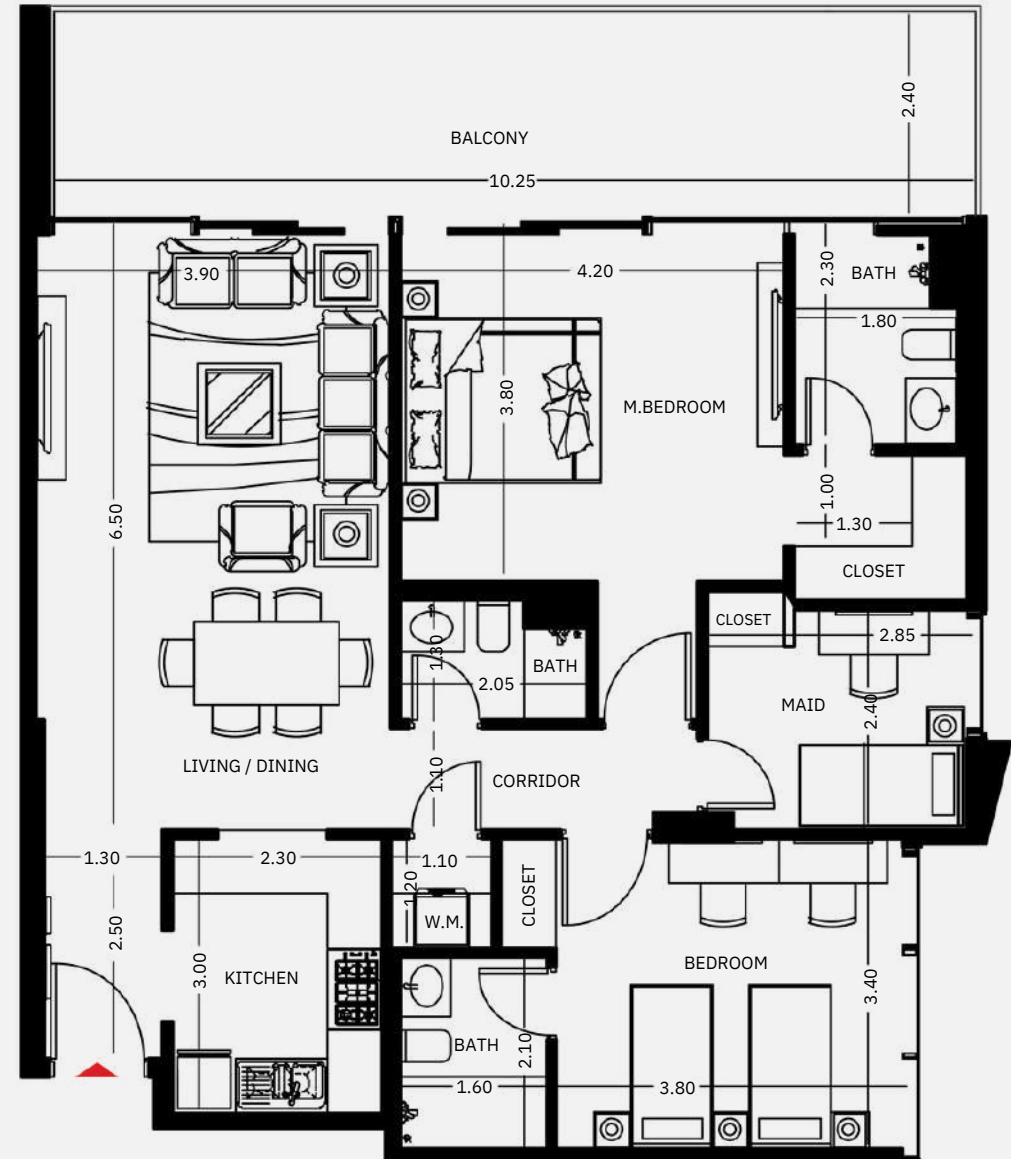 2.40
BALCONY
10.25
3.90
4.20
2.30
BATH
1.80
3.80
M.BEDROOM
6.50
1.00
1.30
CLOSET
CLOSET
2.85
1.30
BATH
2.05
MAID
2.40
LIVING / DINING
1.10
CORRIDOR
1.30
2.30
1.10
1.20
W.M.
CLOSET
2.50
3.00
KITCHEN
BEDROOM
3.40
BATH
2.10
1.60
3.80